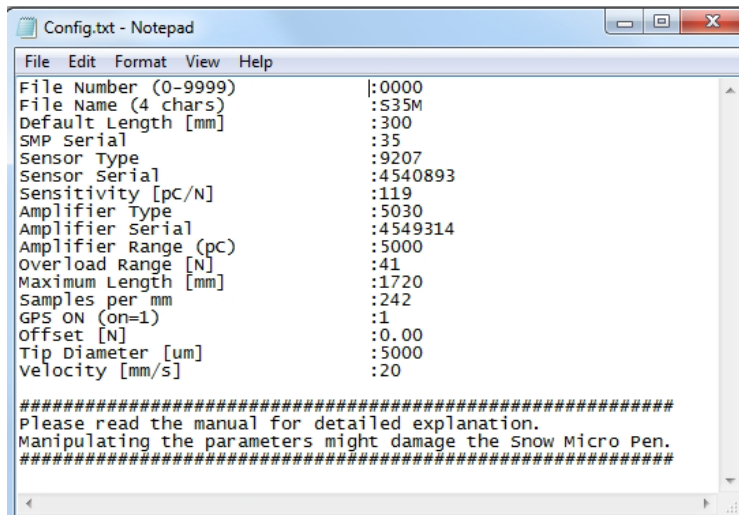 Config.txt - Notepad
File Edit Format View Help
File Number (0-9999) :0000
File Name (4 chars) :S35M
Default Length [mm] :300
SMP Serial :35
Sensor Type :9207
Sensor Serial :4540893
Sensitivity [pC/N] :119
Amplifier Type :5030
Amplifier Serial :4549314
Amplifier Range (pC) :5000
Overload Range [N] :41
Maximum Length [mm] :1720
Samples per mm :242
GPS ON (on=1) :1
Offset [N] :0.00
Tip Diameter [um] :5000
Velocity [mm/s] :20
############################################################
Please read the manual for detailed explanation.
Manipulating the parameters might damage the Snow Micro Pen.
############################################################